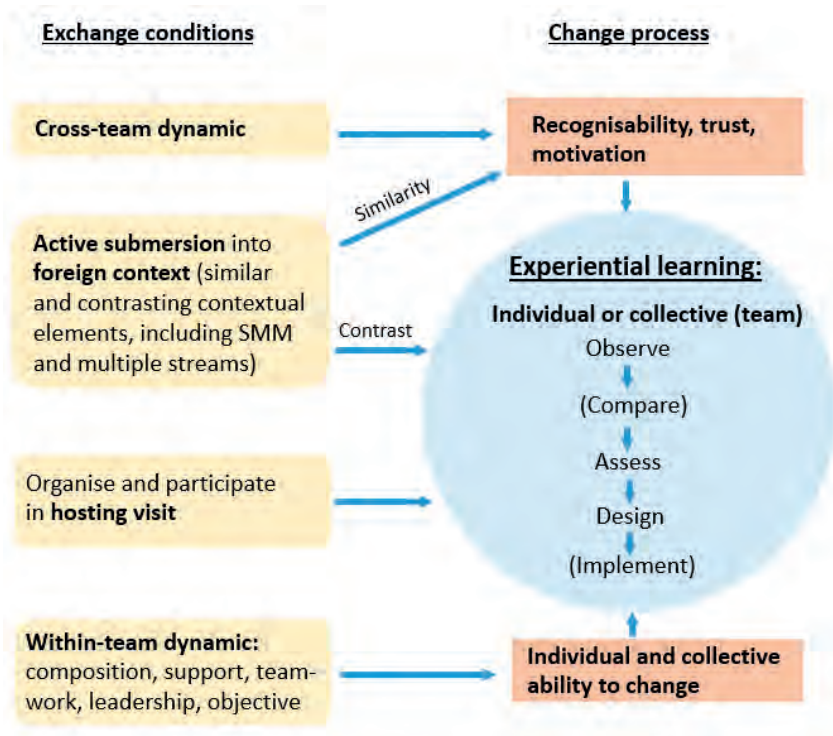 Exchange conditions
Change process
Cross-team dynamic
Recognisability, trust,
motivation
Similarity
Active submersion into
foreign context (similar
and contrasting contextual
elements, including SMM
and multiple streams)
Contrast
Experiential learning:
Individual or collective (team)
Observe
(Compare)
Assess
Design
(Implement)
Organise and participate
in hosting visit
Within-team dynamic:
composition, support, team-
work, leadership, objective
Individual and collective
ability to change